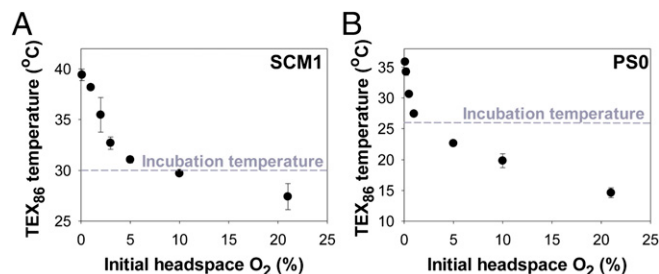 A
SCM1
TEX86 temperature (oC)
40
35
30
25
Incubation temperature
0 5 10 15 20 25
Initial headspace O2 (%)
B
PS0
TEX86 temperature (oC)
35
30
25
20
15
10
Incubation temperature
0 5 10 15 20 25
Initial headspace O2 (%)